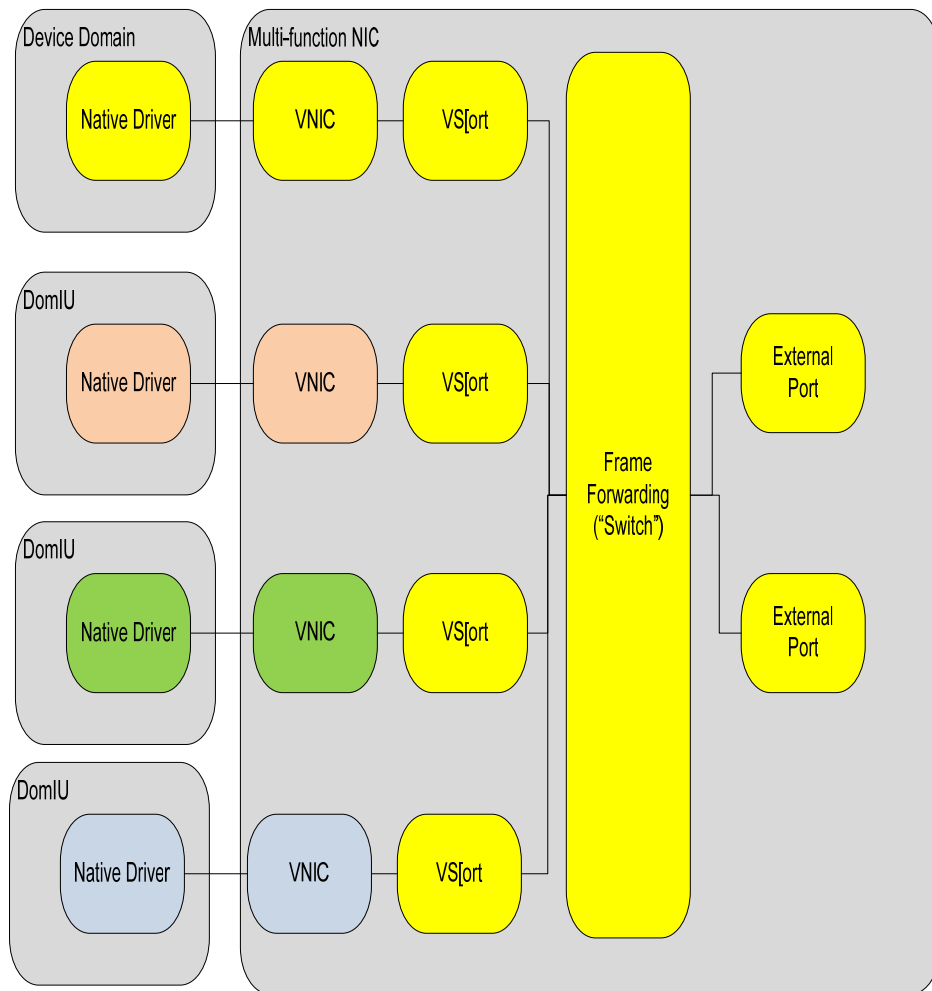 Device Domain
Multi-function NIC
Native Driver
VNIC
VS[ort
DomIU
Native Driver
VNIC
VS[ort
External
Port
Frame
Forwarding
("Switch")
DomIU
Native Driver
VNIC
VS[ort
External
Port
DomIU
Native Driver
VNIC
VS[ort